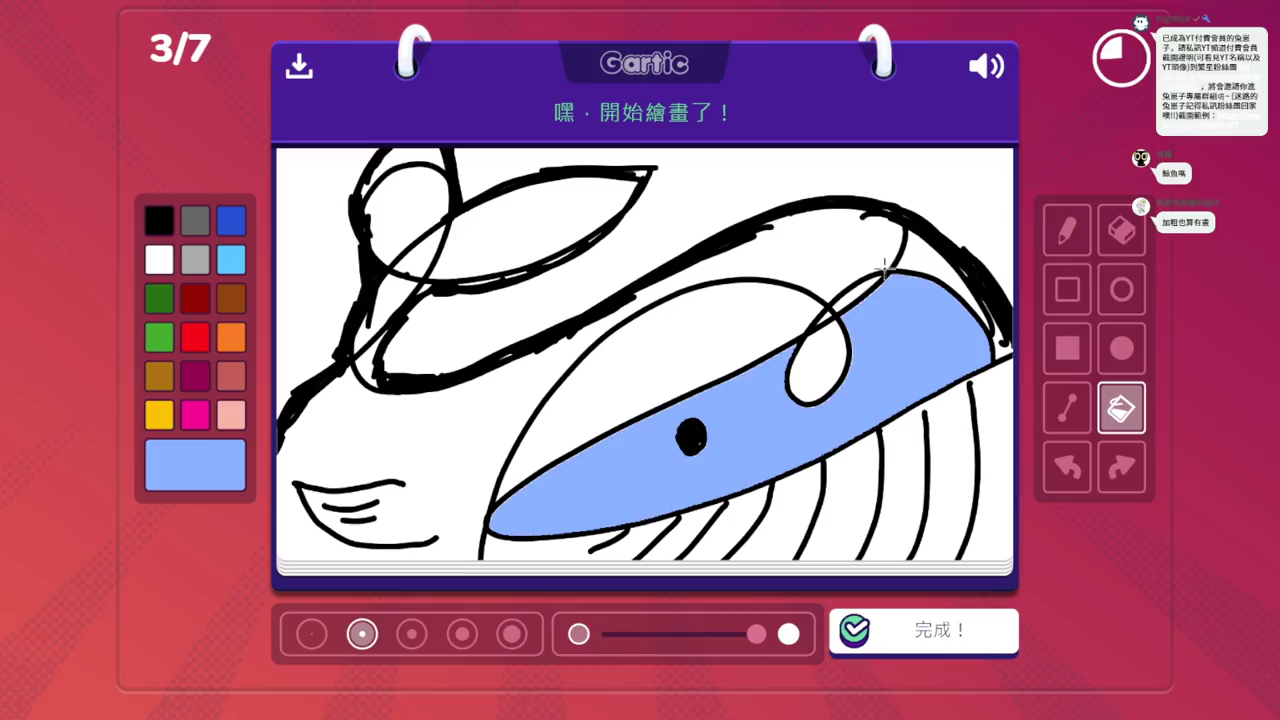 3/7
Gartic
嘿，開始繪畫了！
已成為YT付費會員的兔崽
子，請私訊YT頻道付費會員
截圖證明(可看見YT名稱以及
YT頭像)到繁星粉絲團
，將會邀請你進
兔崽子專屬群組唷~ (迷路的
兔崽子記得私訊粉絲團回家
噢!!)截圖範例：
鯨魚嗎
加粗也算有畫
完成！